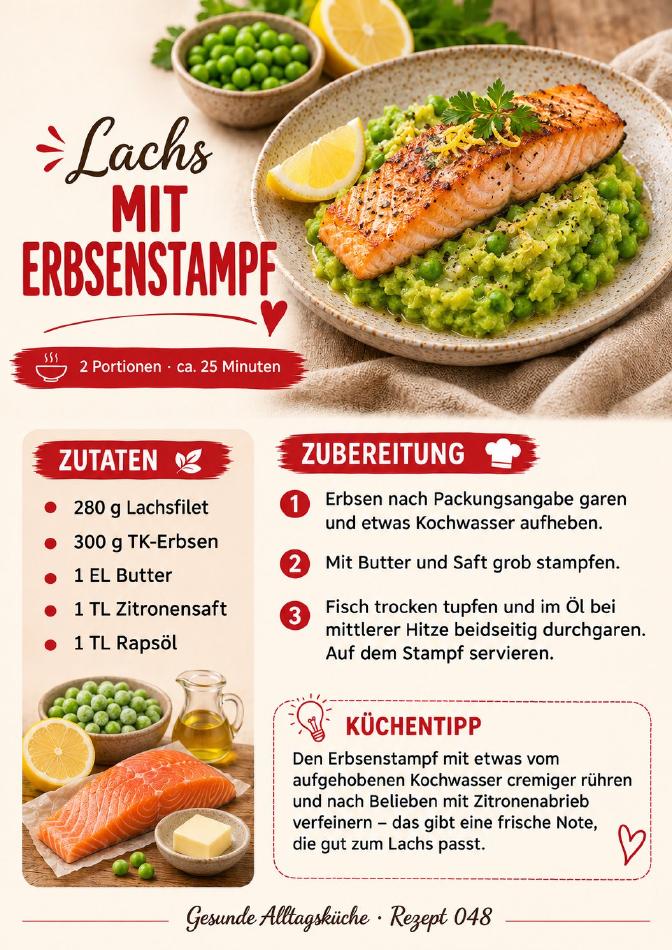 Lachs
MIT
ERBSENSTAMPF
2 Portionen · ca. 25 Minuten
ZUTATEN
280 g Lachsfilet
300 g TK-Erbsen
1 EL Butter
1 TL Zitronensaft
1 TL Rapsöl
ZUBEREITUNG
1 Erbsen nach Packungsangabe garen
und etwas Kochwasser aufheben.
2 Mit Butter und Saft grob stampfen.
3 Fisch trocken tupfen und im Öl bei
mittlerer Hitze beidseitig durchgaren.
Auf dem Stampf servieren.
KÜCHENTIPP
Den Erbsenstampf mit etwas vom
aufgehobenen Kochwasser cremiger rühren
und nach Belieben mit Zitronenabrieb
verfeinern – das gibt eine frische Note,
die gut zum Lachs passt.
Gesunde Alltagsküche · Rezept 048